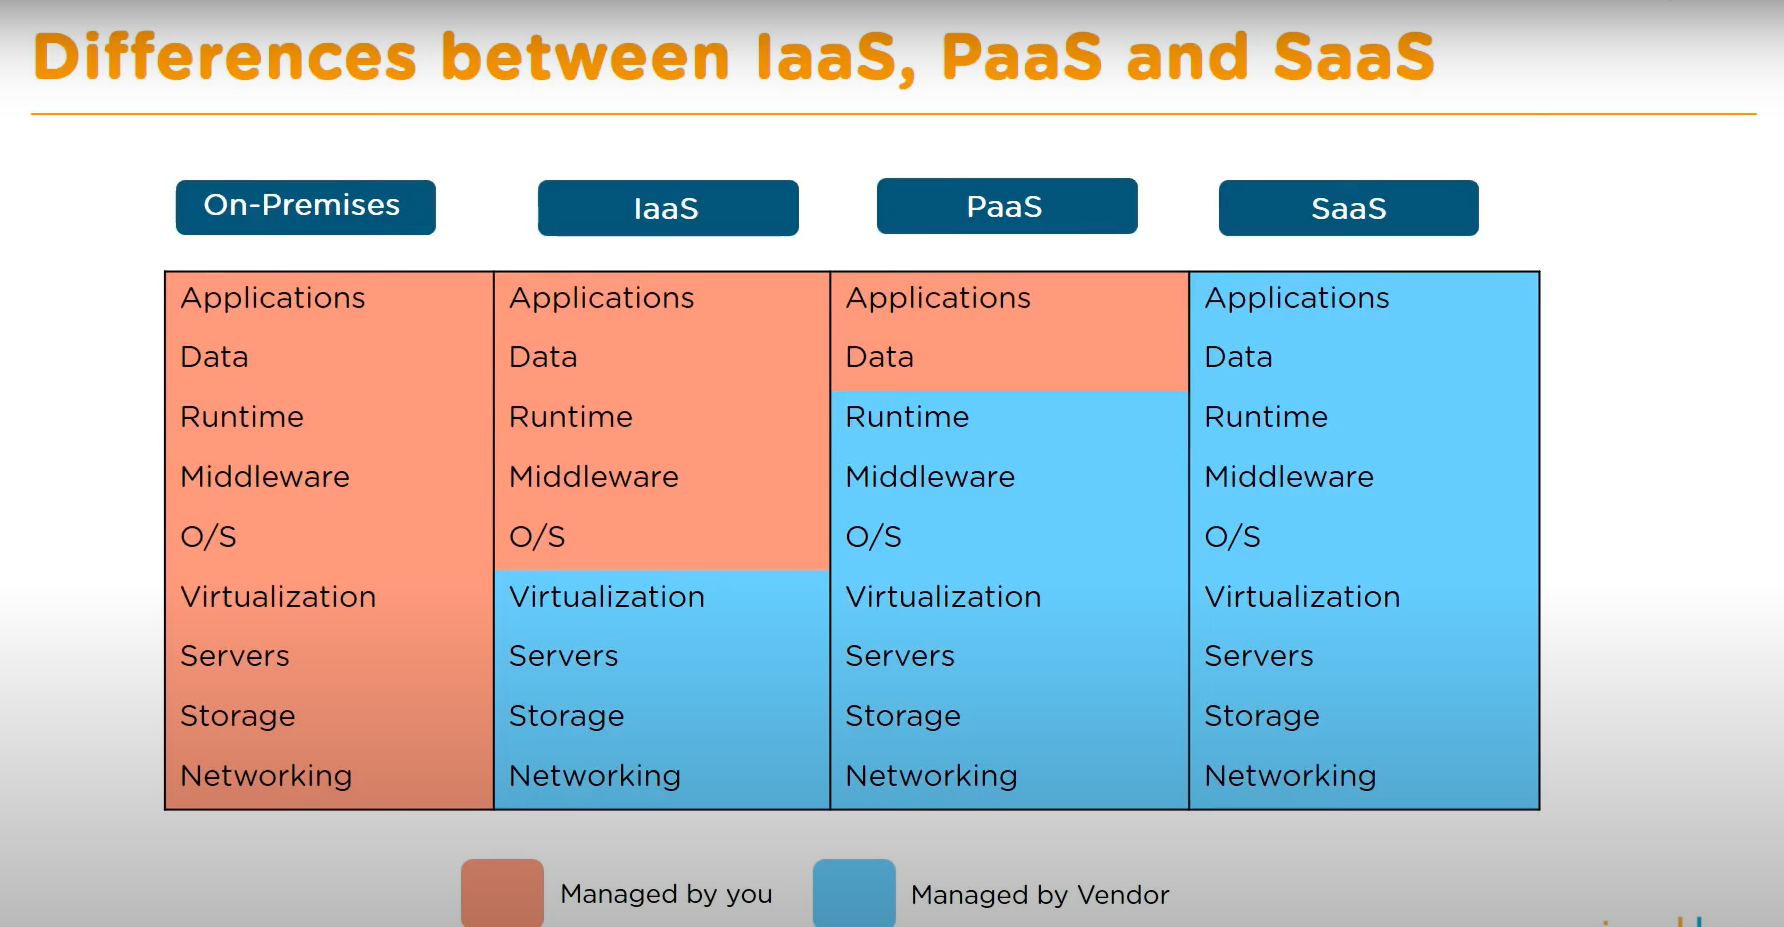 Differences between IaaS, PaaS and SaaS
On-Premises IaaS PaaS SaaS
Applications Applications Applications Applications
Data Data Data Data
Runtime Runtime Runtime Runtime
Middleware Middleware Middleware Middleware
O/S O/S O/S O/S
Virtualization Virtualization Virtualization Virtualization
Servers Servers Servers Servers
Storage Storage Storage Storage
Networking Networking Networking Networking
Managed by you Managed by Vendor